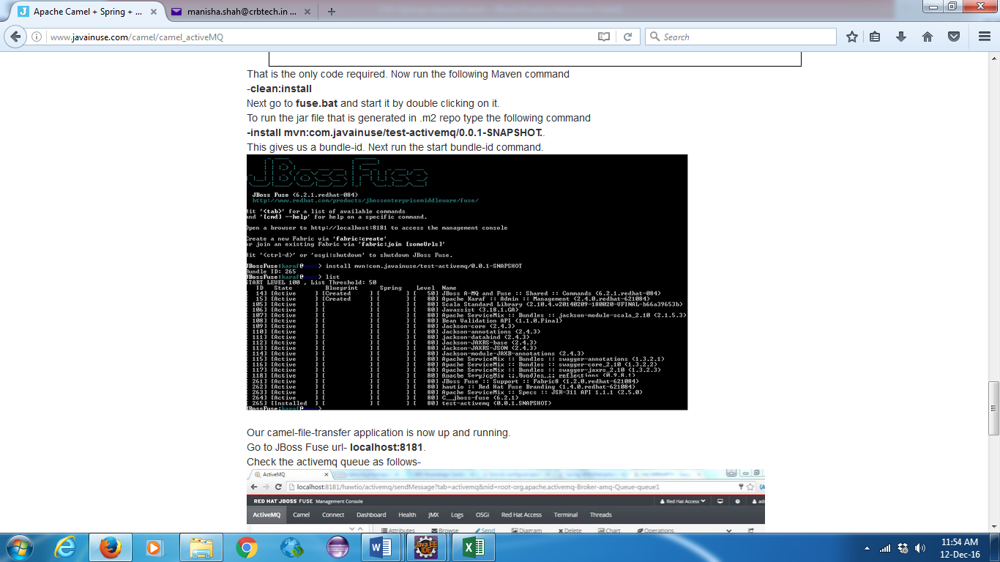 Apache Camel + Spring + ...
manisha.shah@crbtech.in ...
www.javainuse.com/camel/camel_activeMQ
Search
That is the only code required. Now run the following Maven command
-clean:install
Next go to fuse.bat and start it by double clicking on it.
To run the jar file that is generated in .m2 repo type the following command
-install mvn:com.javainuse/test-activemq/0.0.1-SNAPSHOT..
This gives us a bundle-id. Next run the start bundle-id command.
JBoss Fuse
JBoss Fuse (6.2.1.redhat-084)
http://www.redhat.com/products/jbossenterprisemiddleware/fuse/
Hit '<tab>' for a list of available commands
and '[cmd] --help' for help on a specific command.
Open a browser to http://localhost:8181 to access the management console
Create a new Fabric via 'fabric:create'
or join an existing Fabric via 'fabric:join [someUrls]'
Hit '<ctrl-d>' or 'osgi:shutdown' to shutdown JBoss Fuse.
JBossFuse:karaf@root> install mvn:com.javainuse/test-activemq/0.0.1-SNAPSHOT
Bundle ID: 265
JBossFuse:karaf@root> list
START LEVEL 100 , List Threshold: 50
ID State Blueprint Spring Level Name
[ 14] [Active ] [Created ] [ ] [ 50] JBoss A-MQ and Fuse :: Shared :: Commands (6.2.1.redhat-084)
[ 15] [Active ] [Created ] [ ] [ 80] Apache Karaf :: Admin :: Management (2.4.0.redhat-621084)
[ 105] [Active ] [ ] [ ] [ 80] Scala Standard Library (2.10.4.v20140209-180020-VFINAL-b66a39653b)
[ 106] [Active ] [ ] [ ] [ 80] Javassist (3.18.1.GA)
[ 107] [Active ] [ ] [ ] [ 80] Apache ServiceMix :: Bundles :: jackson-module-scala_2.10 (2.1.5.3)
[ 108] [Active ] [ ] [ ] [ 80] Bean Validation API (1.1.0.Final)
[ 109] [Active ] [ ] [ ] [ 80] Jackson-core (2.4.3)
[ 110] [Active ] [ ] [ ] [ 80] Jackson-annotations (2.4.3)
[ 111] [Active ] [ ] [ ] [ 80] jackson-databind (2.4.3)
[ 112] [Active ] [ ] [ ] [ 80] Jackson-JAXRS-base (2.4.3)
[ 113] [Active ] [ ] [ ] [ 80] Jackson-JAXRS-JSON (2.4.3)
[ 114] [Active ] [ ] [ ] [ 80] Jackson-module-JAXB-annotations (2.4.3)
[ 115] [Active ] [ ] [ ] [ 80] Apache ServiceMix :: Bundles :: swagger-annotations (1.3.2.1)
[ 116] [Active ] [ ] [ ] [ 80] Apache ServiceMix :: Bundles :: swagger-core_2.10 (1.3.2.2)
[ 117] [Active ] [ ] [ ] [ 80] Apache ServiceMix :: Bundles :: swagger-jaxrs_2.10 (1.3.2.3)
[ 118] [Active ] [ ] [ ] [ 80] Apache ServiceMix :: Bundles :: reflections (0.9.8.1)
[ 261] [Active ] [ ] [ ] [ 80] JBoss Fuse :: Support :: Fabric8 (1.2.0.redhat-621084)
[ 262] [Active ] [ ] [ ] [ 80] hawtio :: Red Hat Fuse Branding (1.4.0.redhat-621084)
[ 263] [Active ] [ ] [ ] [ 80] Apache ServiceMix :: Specs :: JSR-311 API 1.1.1 (2.5.0)
[ 264] [Active ] [ ] [ ] [ 80] C__jboss-fuse (6.2.1)
[ 265] [Installed ] [ ] [ ] [ 80] test-activemq (0.0.1.SNAPSHOT)
JBossFuse:karaf@root>
Our camel-file-transfer application is now up and running.
Go to JBoss Fuse url- localhost:8181.
Check the activemq queue as follows-
ActiveMQ
localhost:8181/hawtio/activemq/sendMessage?tab=activemq&nid=root-org.apache.activemq-Broker-amq-Queue-queue1
RED HAT JBOSS FUSE Management Console
Red Hat Access
ActiveMQ Camel Connect Dashboard Health JMX Logs OSGi Red Hat Access Terminal Threads
Attributes Browse Send Diagram Delete Chart Operations
Java EE IDE
11:54 AM
12-Dec-16